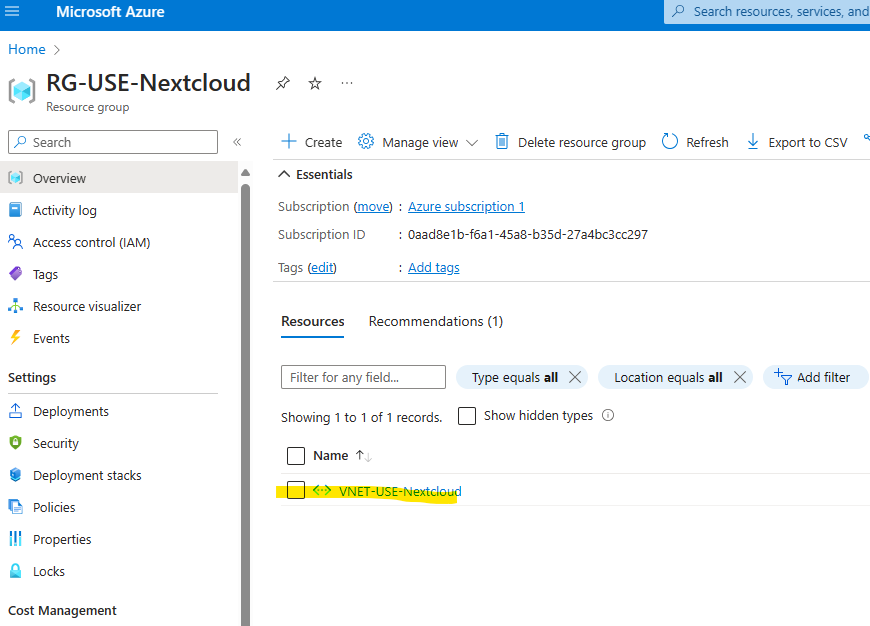 Microsoft Azure
Search resources, services, and
Home
RG-USE-Nextcloud
Resource group
Search
Create
Manage view
Delete resource group
Refresh
Export to CSV
Overview
Activity log
Access control (IAM)
Tags
Resource visualizer
Events
Settings
Deployments
Security
Deployment stacks
Policies
Properties
Locks
Cost Management
Essentials
Subscription (move) : Azure subscription 1
Subscription ID : 0aad8e1b-f6a1-45a8-b35d-27a4bc3cc297
Tags (edit) : Add tags
Resources
Recommendations (1)
Filter for any field...
Type equals all
Location equals all
Add filter
Showing 1 to 1 of 1 records.
Show hidden types
Name
VNET-USE-Nextcloud